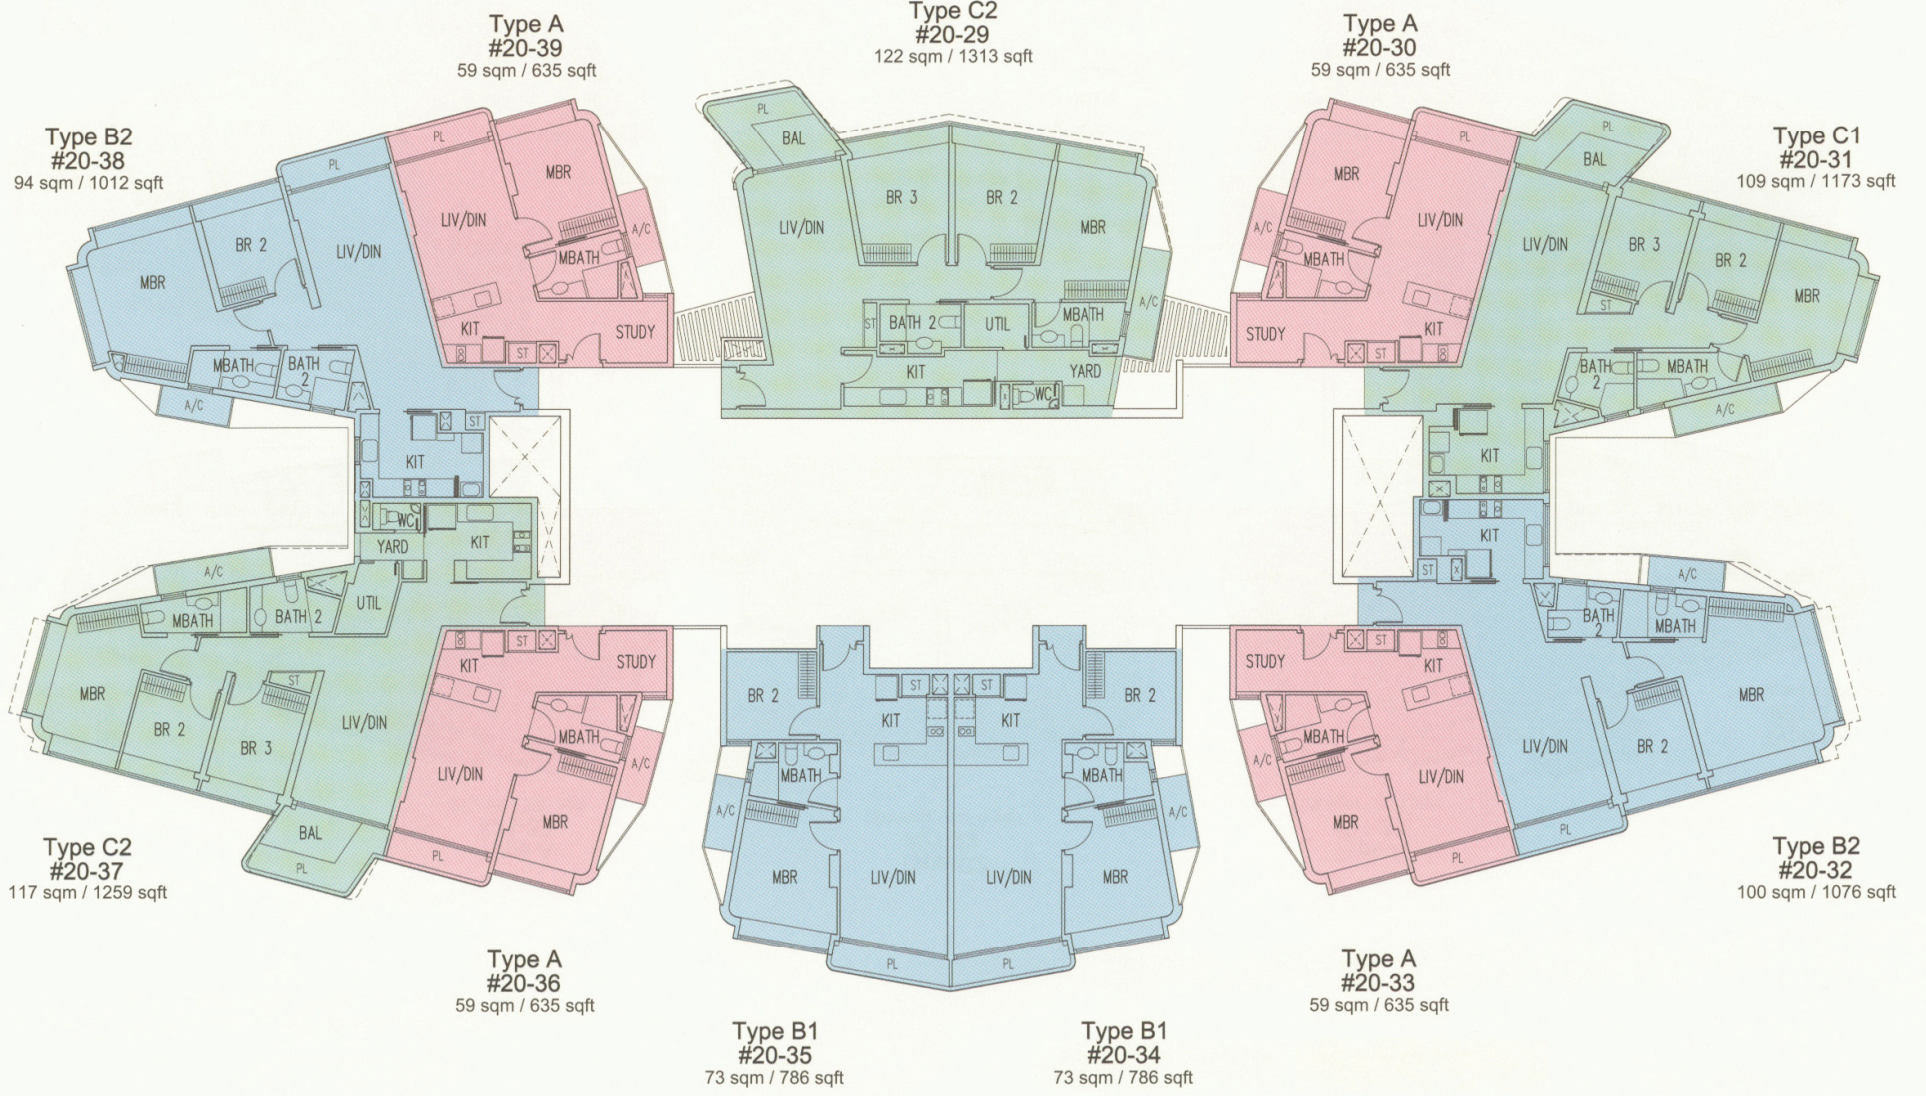 Type A
#20-39
59 sqm / 635 sqft
Type C2
#20-29
122 sqm / 1313 sqft
Type A
#20-30
59 sqm / 635 sqft
Type B2
#20-38
94 sqm / 1012 sqft
Type C1
#20-31
109 sqm / 1173 sqft
PL
LIV/DIN
BR 2
MBR
MBATH
BATH
2
A/C
KIT
ST
PL
LIV/DIN
MBR
MBATH
A/C
KIT
ST
STUDY
PL
BAL
LIV/DIN
BR 3
BR 2
MBR
ST
BATH 2
UTIL
MBATH
A/C
KIT
YARD
WC
PL
MBR
LIV/DIN
A/C
MBATH
STUDY
KIT
ST
PL
BAL
LIV/DIN
BR 3
BR 2
MBR
ST
BATH
2
MBATH
A/C
KIT
WC
YARD
KIT
A/C
MBATH
BATH 2
UTIL
MBR
BR 2
BR 3
ST
LIV/DIN
BAL
PL
KIT
ST
STUDY
MBATH
A/C
LIV/DIN
MBR
PL
BR 2
ST
KIT
MBATH
A/C
MBR
LIV/DIN
PL
ST
KIT
BR 2
MBATH
A/C
LIV/DIN
MBR
PL
STUDY
ST
KIT
MBATH
A/C
LIV/DIN
MBR
PL
KIT
ST
A/C
BATH
2
MBATH
MBR
BR 2
LIV/DIN
PL
Type C2
#20-37
117 sqm / 1259 sqft
Type B2
#20-32
100 sqm / 1076 sqft
Type A
#20-36
59 sqm / 635 sqft
Type A
#20-33
59 sqm / 635 sqft
Type B1
#20-35
73 sqm / 786 sqft
Type B1
#20-34
73 sqm / 786 sqft